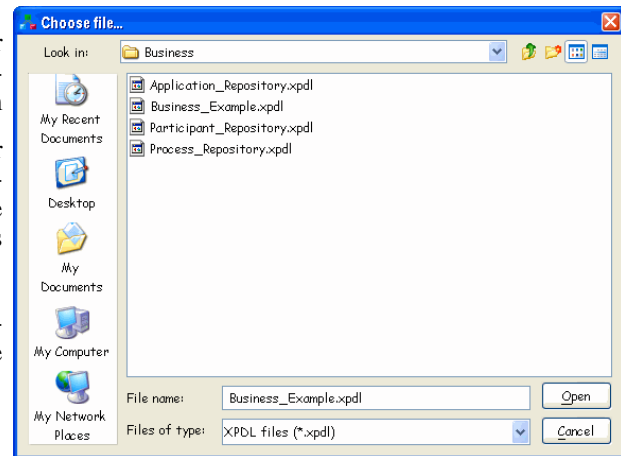 Choose file...
Look in:
Business
My Recent
Documents
Desktop
My
Documents
My Computer
My Network
Places
Application_Repository.xpdl
Business_Example.xpdl
Participant_Repository.xpdl
Process_Repository.xpdl
File name:
Business_Example.xpdl
Open
Files of type:
XPDL files (*.xpdl)
Cancel